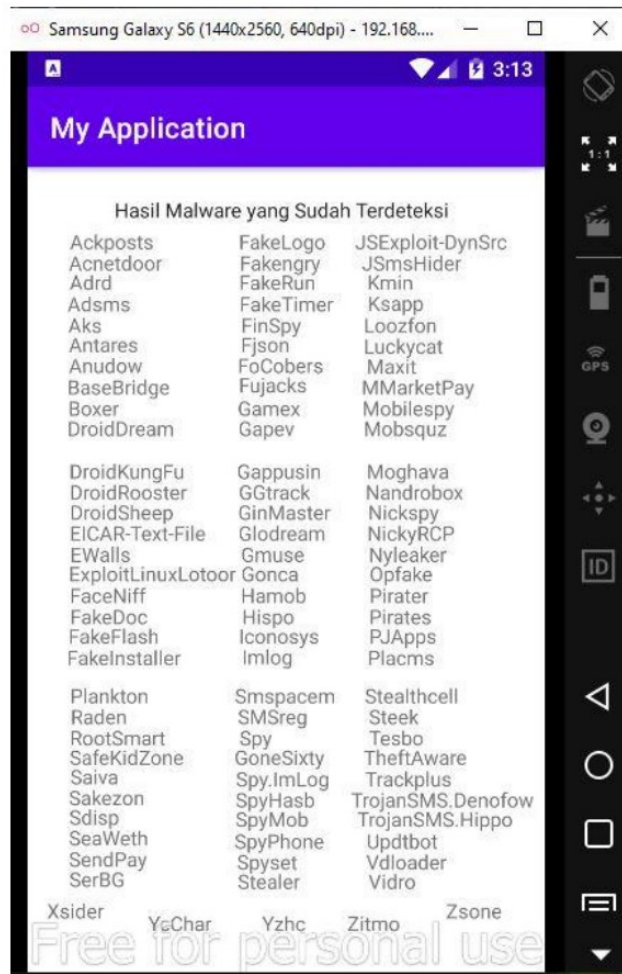 Samsung Galaxy S6 (1440x2560, 640dpi) - 192.168....
A 3:13
My Application
Hasil Malware yang Sudah Terdeteksi
Ackposts FakeLogo JSExploit-DynSrc
Acnetdoor Fakengry JSmsHider
Adrd FakeRun Kmin
Adsms FakeTimer Ksapp
Aks FinSpy Loozfon
Antares Fjson Luckycat
Anudow FoCobers Maxit
BaseBridge Fujacks MMarketPay
Boxer Gamex Mobilespy
DroidDream Gapev Mobsquz
DroidKungFu Gappusin Moghava
DroidRooster GGtrack Nandrobox
DroidSheep GinMaster Nickspy
EICAR-Text-File Glodream NickyRCP
EWalls Gmuse Nyleaker
ExploitLinuxLotoor Gonca Opfake
FaceNiff Hamob Pirater
FakeDoc Hispo Pirates
FakeFlash Iconosys PJApps
FakeInstaller Imlog Placms
Plankton Smspacem Stealthcell
Raden SMSreg Steek
RootSmart Spy Tesbo
SafeKidZone GoneSixty TheftAware
Saiva Spy.ImLog Trackplus
Sakezon SpyHasb TrojanSMS.Denofow
Sdisp SpyMob TrojanSMS.Hippo
SeaWeth SpyPhone Updtbot
SendPay Spyset Vdloader
SerBG Stealer Vidro
Xsider YcChar Yzhc Zitmo Zsone
Free for personal use
1:1
GPS
ID